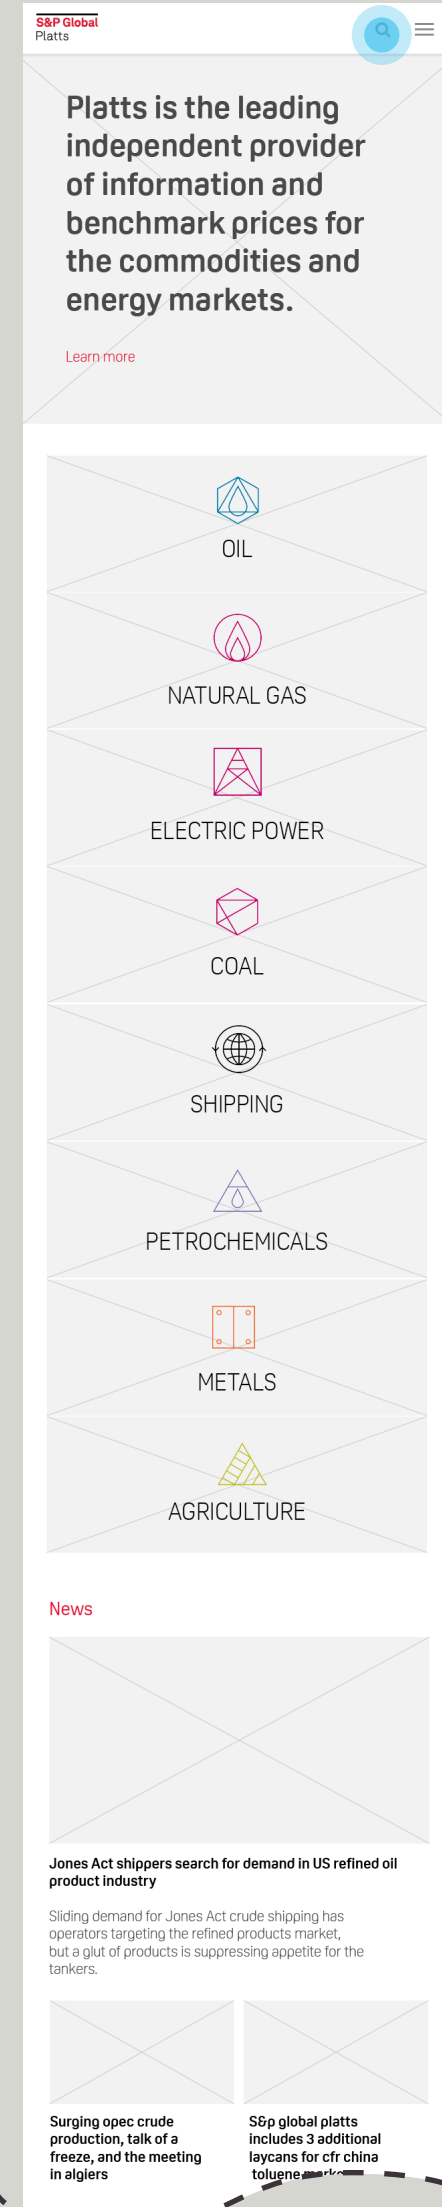 S&P Global
Platts
Platts is the leading
independent provider
of information and
benchmark prices for
the commodities and
energy markets.
Learn more
OIL
NATURAL GAS
ELECTRIC POWER
COAL
SHIPPING
PETROCHEMICALS
METALS
AGRICULTURE
News
Jones Act shippers search for demand in US refined oil
product industry
Sliding demand for Jones Act crude shipping has
operators targeting the refined products market,
but a glut of products is suppressing appetite for the
tankers.
Surging opec crude
production, talk of a
freeze, and the meeting
in algiers
S&p global platts
includes 3 additional
laycans for cfr china
toluene